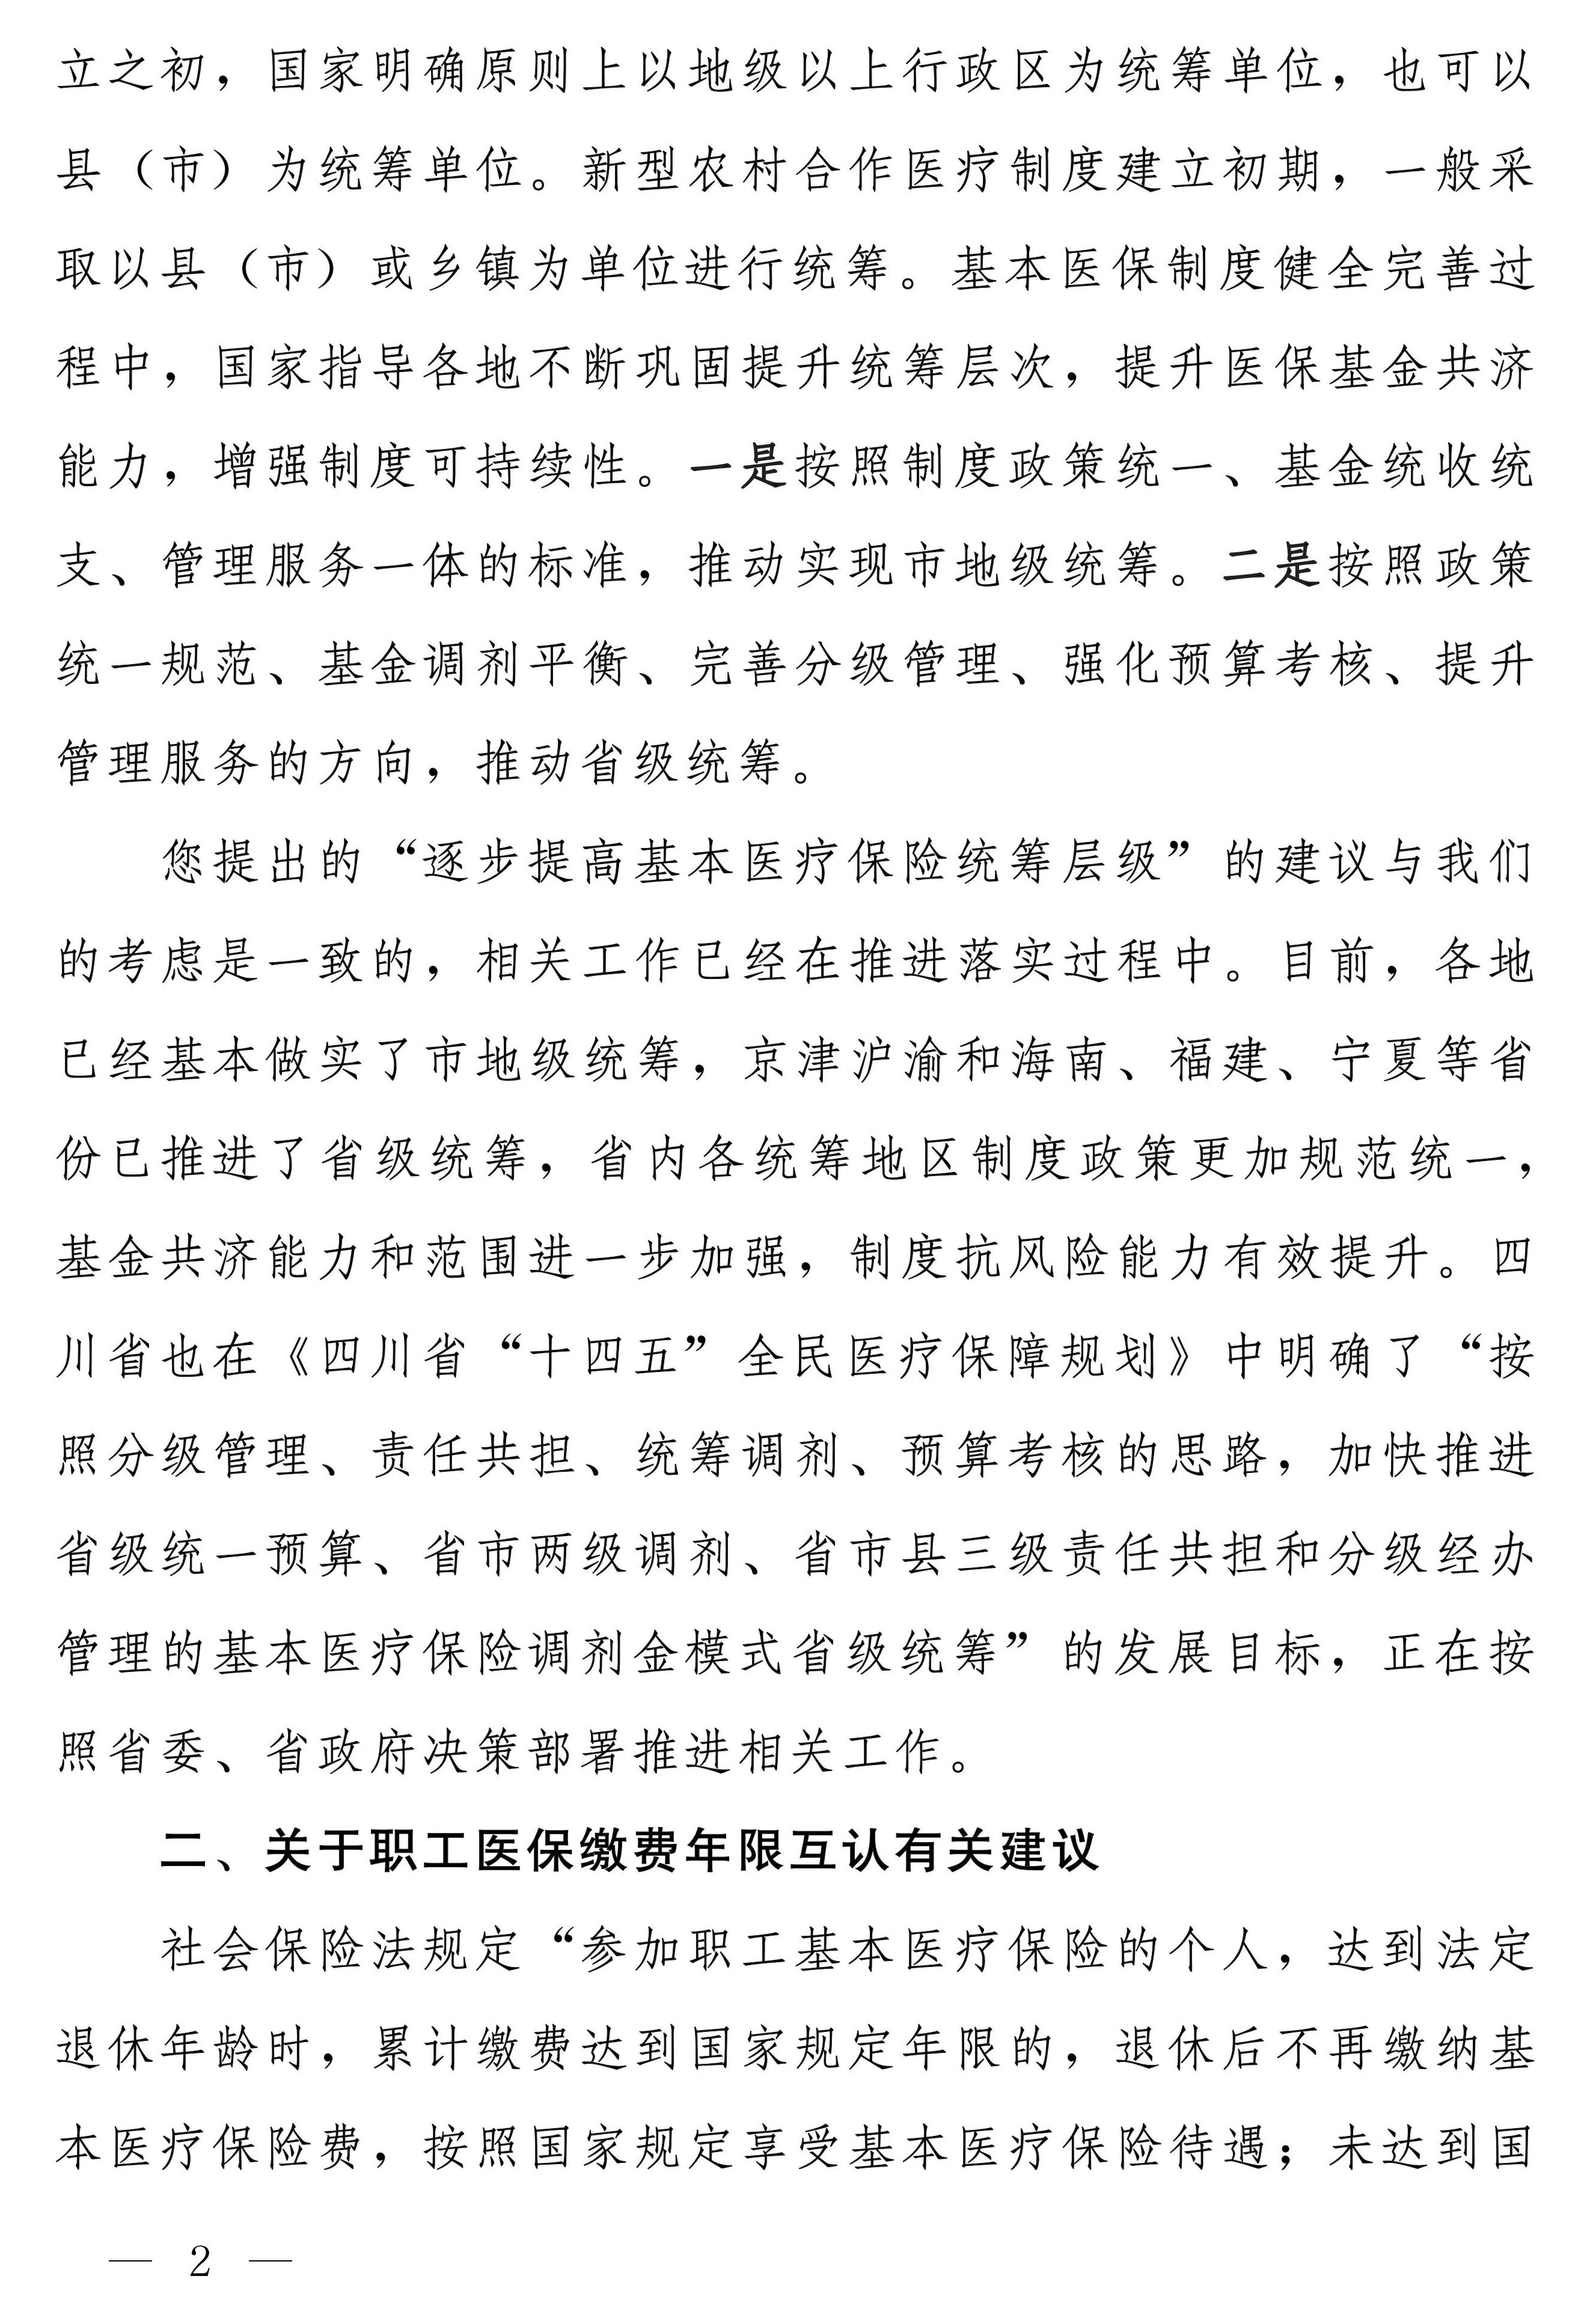 立之初，国家明确原则上以地级以上行政区为统筹单位，也可以
县（市）为统筹单位。新型农村合作医疗制度建立初期，一般采
取以县（市）或乡镇为单位进行统筹。基本医保制度健全完善过
程中，国家指导各地不断巩固提升统筹层次，提升医保基金共济
能力，增强制度可持续性。一是按照制度政策统一、基金统收统
支、管理服务一体的标准，推动实现市地级统筹。二是按照政策
统一规范、基金调剂平衡、完善分级管理、强化预算考核、提升
管理服务的方向，推动省级统筹。
您提出的“逐步提高基本医疗保险统筹层级”的建议与我们
的考虑是一致的，相关工作已经在推进落实过程中。目前，各地
已经基本做实了市地级统筹，京津沪渝和海南、福建、宁夏等省
份已推进了省级统筹，省内各统筹地区制度政策更加规范统一，
基金共济能力和范围进一步加强，制度抗风险能力有效提升。四
川省也在《四川省“十四五”全民医疗保障规划》中明确了“按
照分级管理、责任共担、统筹调剂、预算考核的思路，加快推进
省级统一预算、省市两级调剂、省市县三级责任共担和分级经办
管理的基本医疗保险调剂金模式省级统筹”的发展目标，正在按
照省委、省政府决策部署推进相关工作。
二、关于职工医保缴费年限互认有关建议
社会保险法规定“参加职工基本医疗保险的个人，达到法定
退休年龄时，累计缴费达到国家规定年限的，退休后不再缴纳基
本医疗保险费，按照国家规定享受基本医疗保险待遇；未达到国
— 2 —